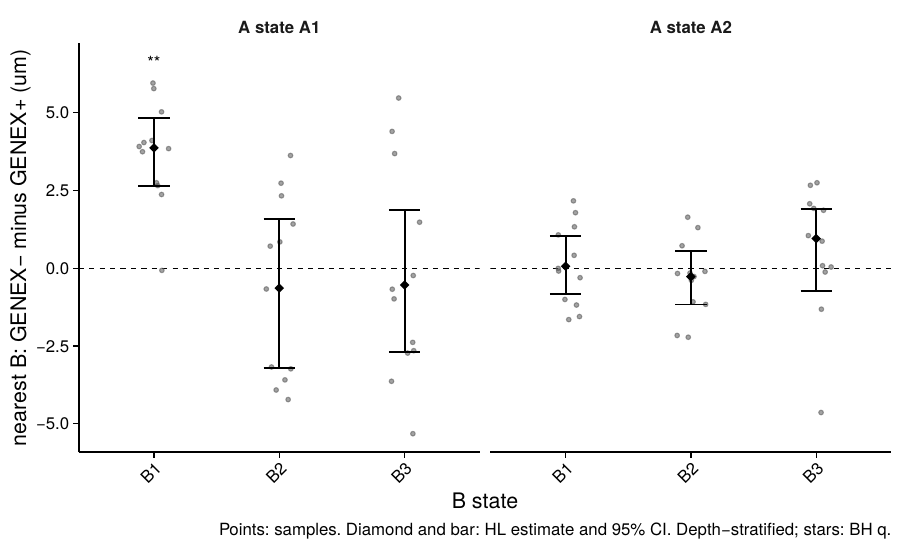 A state A1
A state A2
**
nearest B: GENEX− minus GENEX+ (um)
5.0
2.5
0.0
−2.5
−5.0
B1
B2
B3
B1
B2
B3
B state
Points: samples. Diamond and bar: HL estimate and 95% CI. Depth−stratified; stars: BH q.